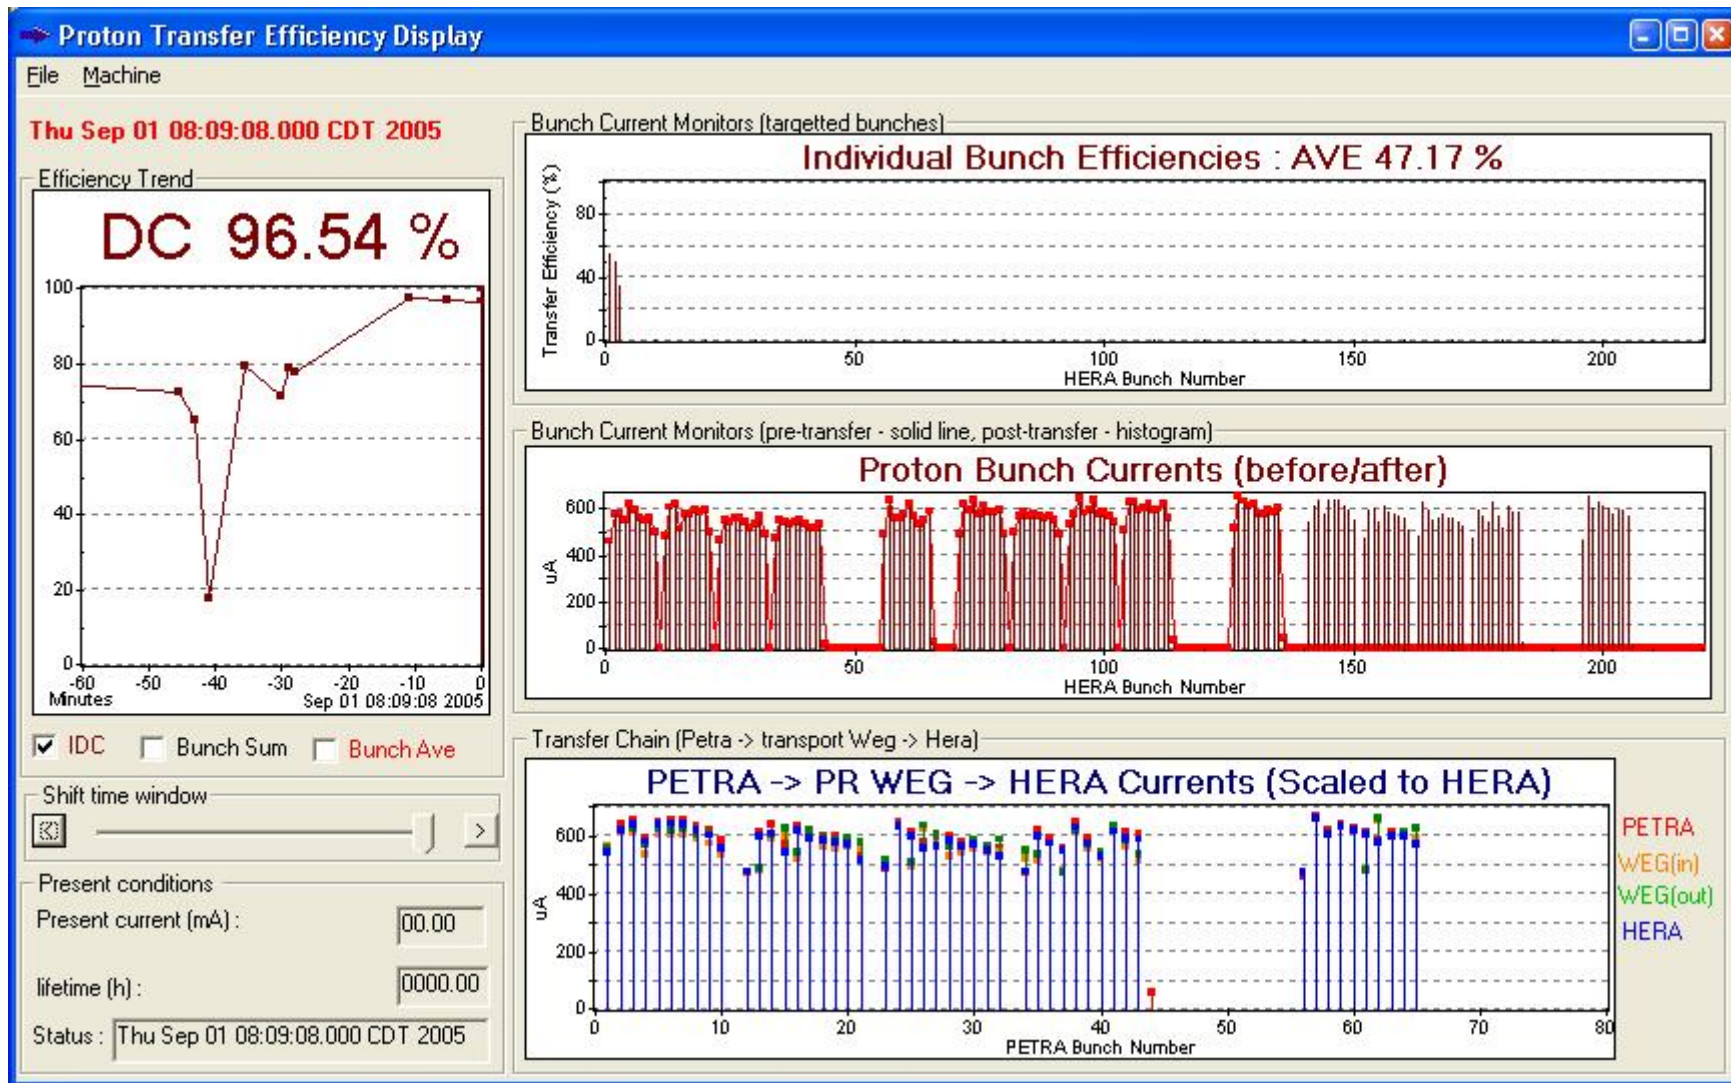 Proton Transfer Efficiency Display
File Machine
Thu Sep 01 08:09:08.000 CDT 2005
Efficiency Trend
DC 96.54 %
100
80
60
40
20
0
-60 -50 -40 -30 -20 -10 0
Minutes Sep 01 08:09:08 2005
IDC Bunch Sum Bunch Ave
Shift time window
< >
Present conditions
Present current (mA) : 00.00
lifetime (h) : 0000.00
Status : Thu Sep 01 08:09:08.000 CDT 2005
Bunch Current Monitors (targetted bunches)
Individual Bunch Efficiencies : AVE 47.17 %
Transfer Efficiency (%)
80
40
0
0 50 100 150 200
HERA Bunch Number
Bunch Current Monitors (pre-transfer - solid line, post-transfer - histogram)
Proton Bunch Currents (before/after)
uA
600
400
200
0
0 50 100 150 200
HERA Bunch Number
Transfer Chain (Petra -> transport Weg -> Hera)
PETRA -> PR WEG -> HERA Currents (Scaled to HERA)
uA
600
400
200
0
0 10 20 30 40 50 60 70 80
PETRA Bunch Number
PETRA
WEG(in)
WEG(out)
HERA